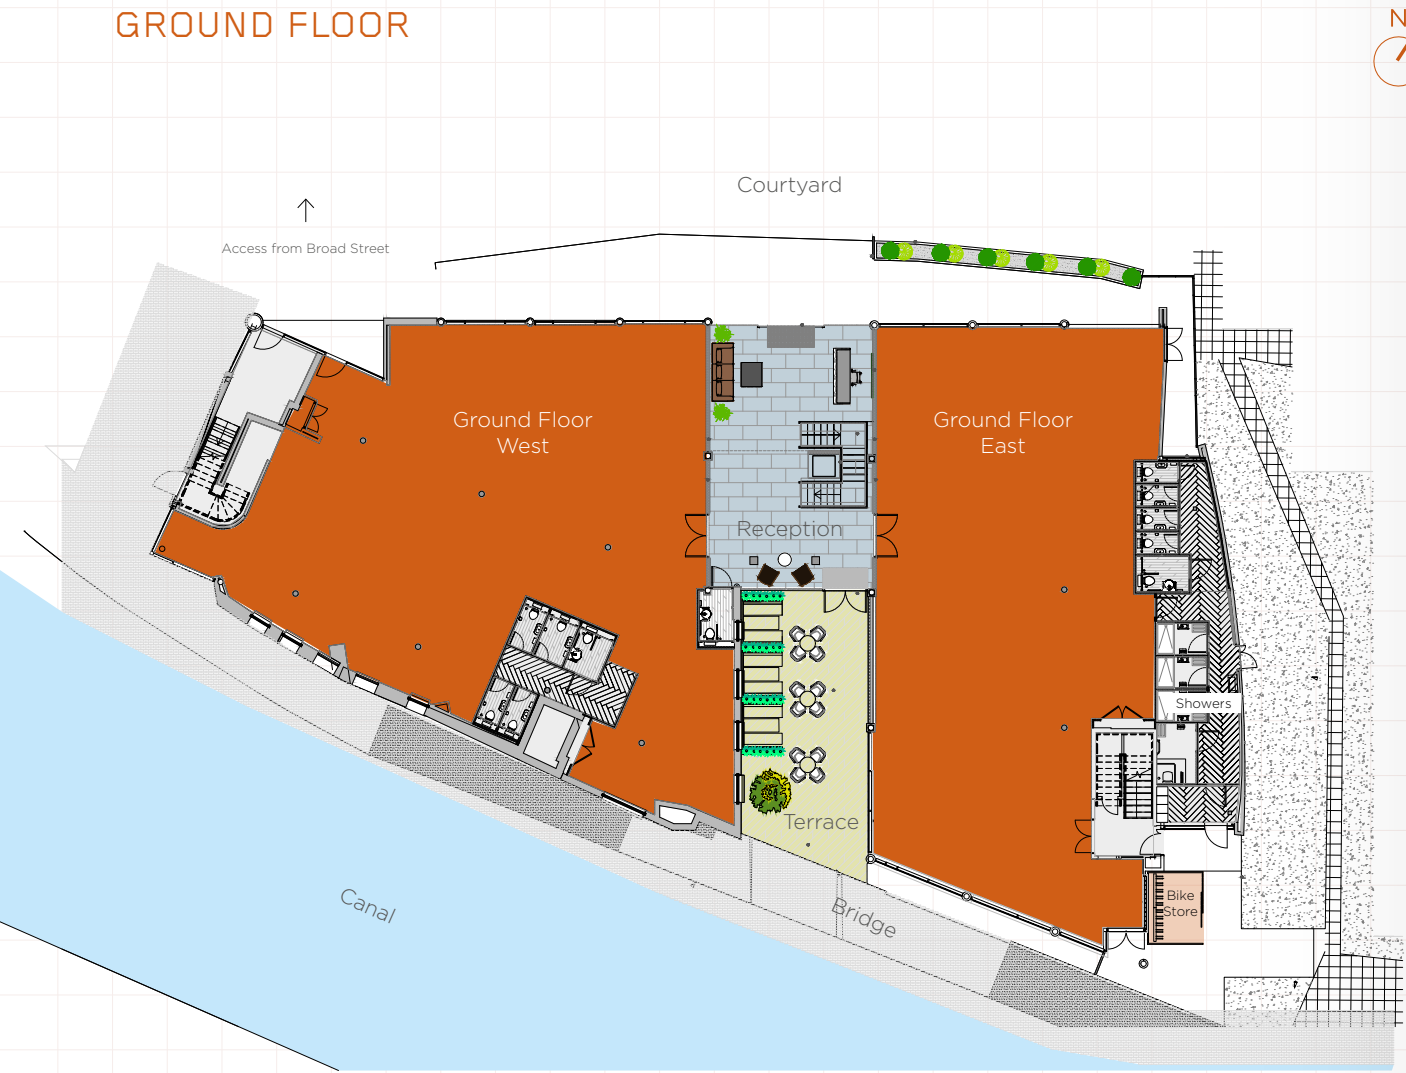 GROUND FLOOR
N
Courtyard
Access from Broad Street
Ground Floor
West
Ground Floor
East
Reception
Showers
Terrace
Bike
Store
Canal
Bridge